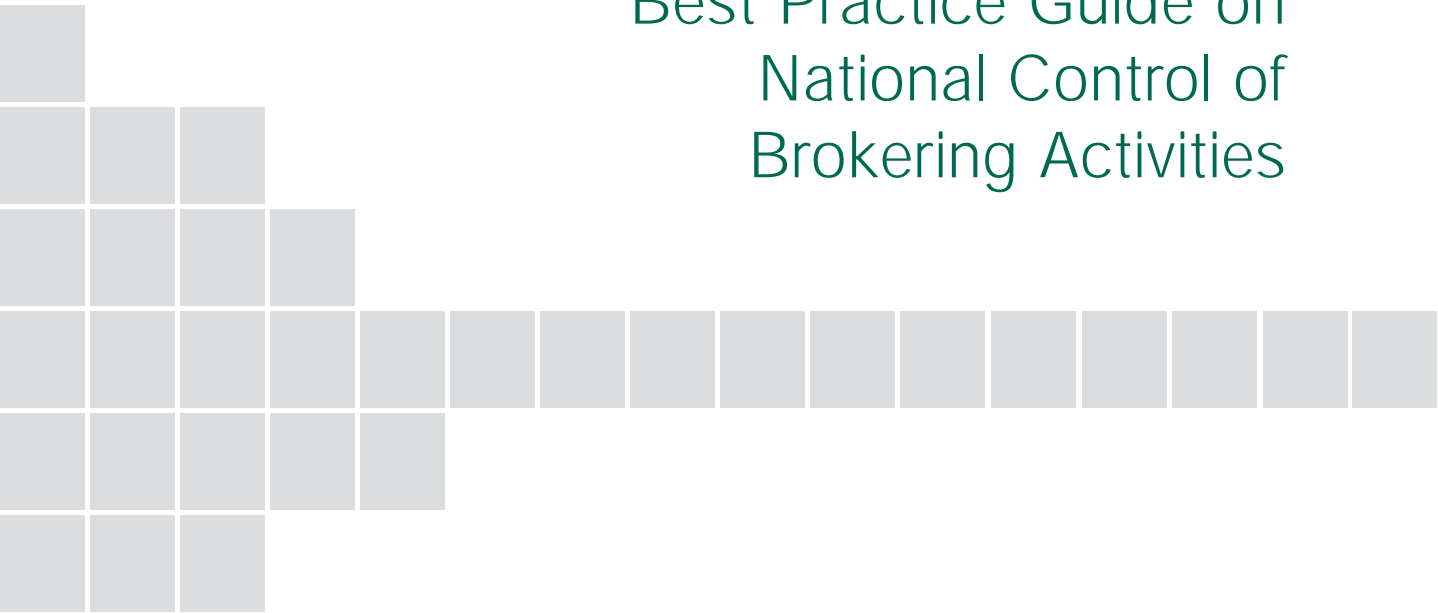 Best Practice Guide on
National Control of
Brokering Activities